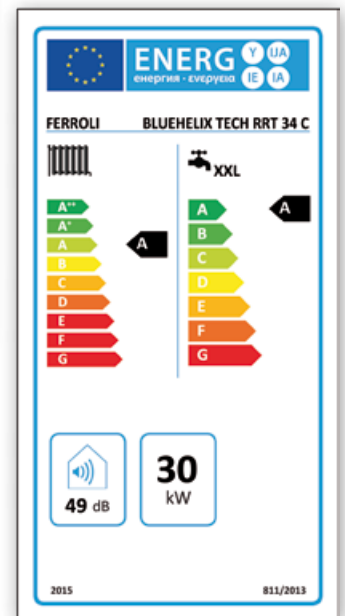 ENERG Y IJA
енергия · ενεργεια IE IA
FERROLI BLUEHELIX TECH RRT 34 C
XXL
A++
A+
A
B
C
D
E
F
G
A
A
B
C
D
E
F
G
A
49 dB
30
kW
2015 811/2013